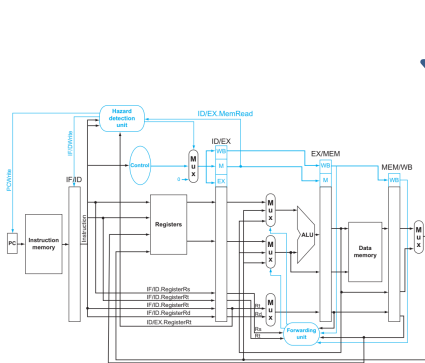 Hazard
detection
unit
ID/EX.MemRead
PCWrite
IF/IDWrite
ID/EX
EX/MEM
MEM/WB
IF/ID
Control
0
M
u
x
WB
M
EX
WB
M
WB
PC
Instruction
memory
Instruction
Registers
M
u
x
M
u
x
ALU
Data
memory
M
u
x
IF/ID.RegisterRs
IF/ID.RegisterRt
IF/ID.RegisterRt
IF/ID.RegisterRd
ID/EX.RegisterRt
Rt
Rd
M
u
x
Rs
Rt
Forwarding
unit